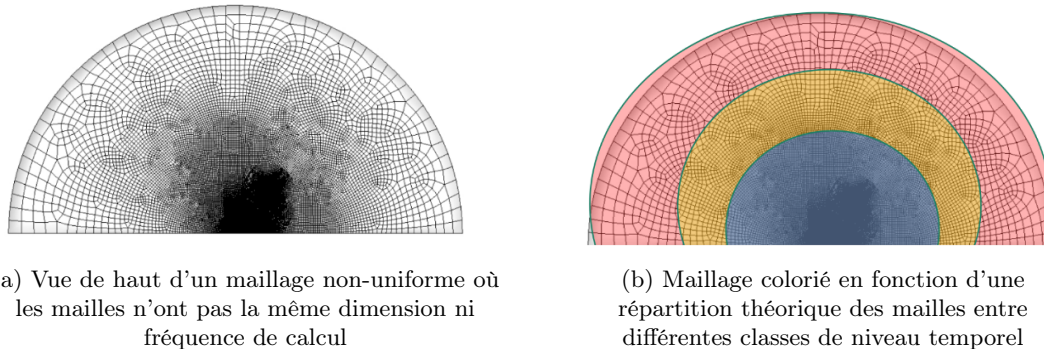 a) Vue de haut d'un maillage non-uniforme où
les mailles n'ont pas la même dimension ni
fréquence de calcul
(b) Maillage colorié en fonction d'une
répartition théorique des mailles entre
différentes classes de niveau temporel